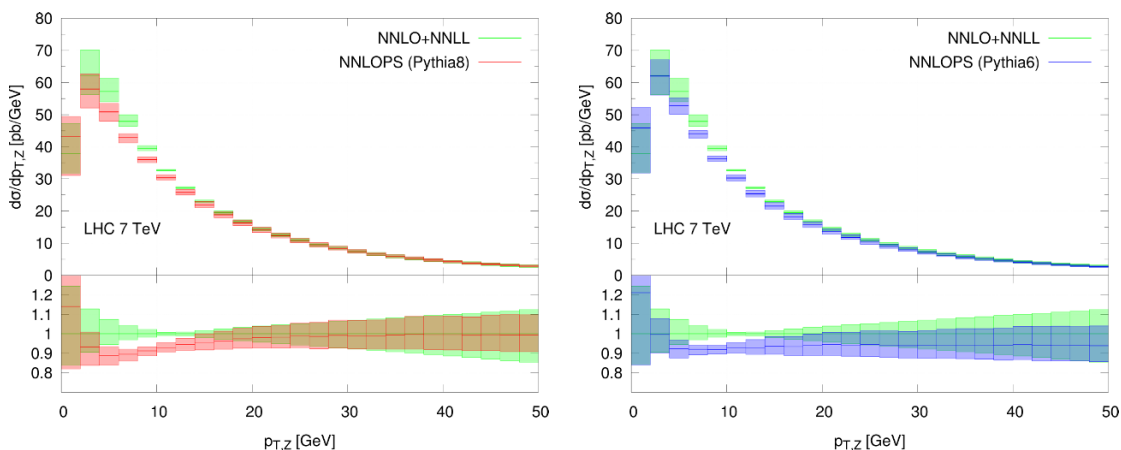 NNLO+NNLL
NNLOPS (Pythia8)
dσ/dp_T,Z [pb/GeV]
80
70
60
50
40
30
20
10
0
LHC 7 TeV
1.2
1.1
1
0.9
0.8
0 10 20 30 40 50
p_T,Z [GeV]
NNLO+NNLL
NNLOPS (Pythia6)
dσ/dp_T,Z [pb/GeV]
80
70
60
50
40
30
20
10
0
LHC 7 TeV
1.2
1.1
1
0.9
0.8
0 10 20 30 40 50
p_T,Z [GeV]